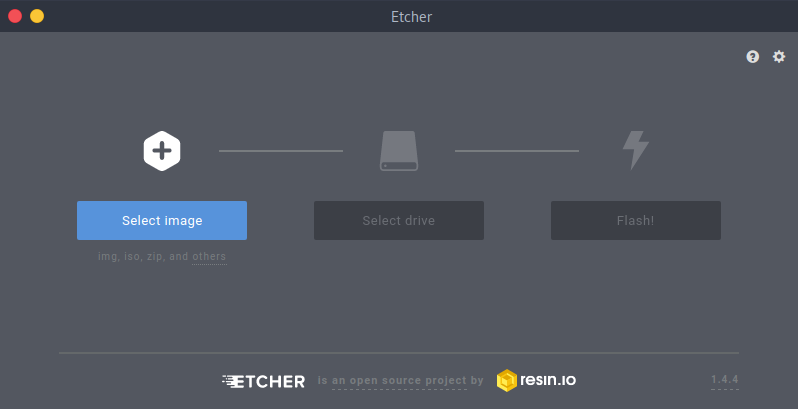 Etcher
Select image
Select drive
Flash!
img, iso, zip, and others
ETCHER is an open source project by resin.io 1.4.4